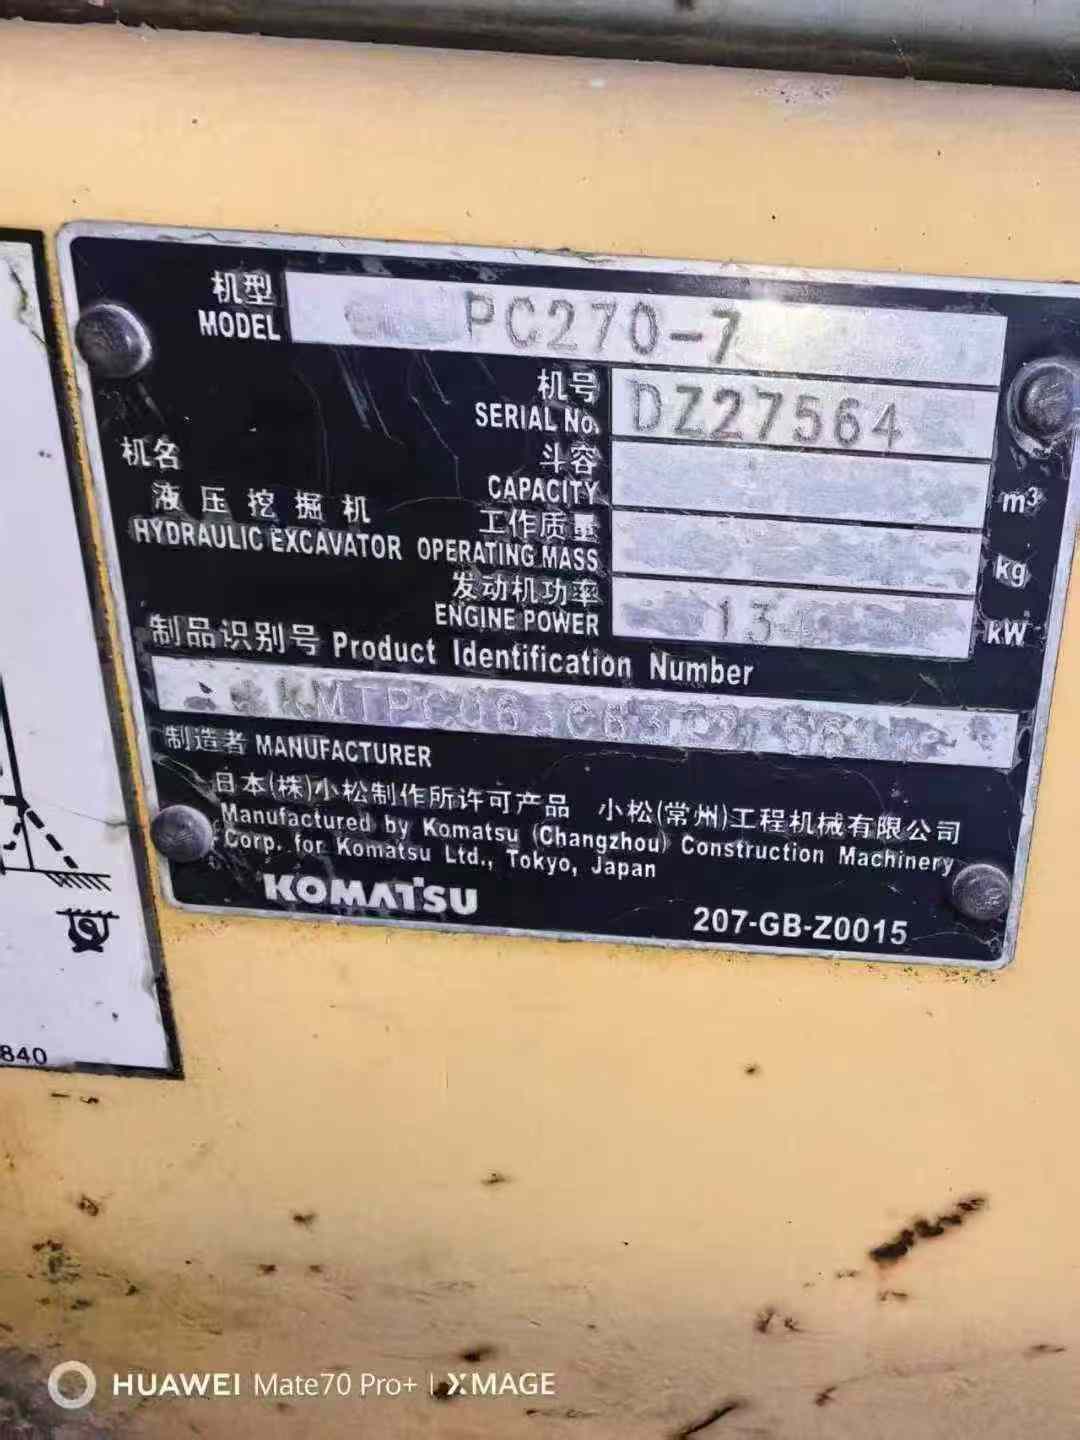 机型
MODEL PC270-7
机号
SERIAL No. DZ27564
斗容
CAPACITY m³
机名
液压挖掘机
HYDRAULIC EXCAVATOR
工作质量
OPERATING MASS kg
发动机功率
ENGINE POWER kW
制品识别号 Product Identification Number
制造者 MANUFACTURER
日本(株)小松制作所许可产品 小松(常州)工程机械有限公司
Manufactured by Komatsu (Changzhou) Construction Machinery
Corp. for Komatsu Ltd., Tokyo, Japan
KOMATSU
207-GB-Z0015
840
HUAWEI Mate70 Pro+ | XMAGE